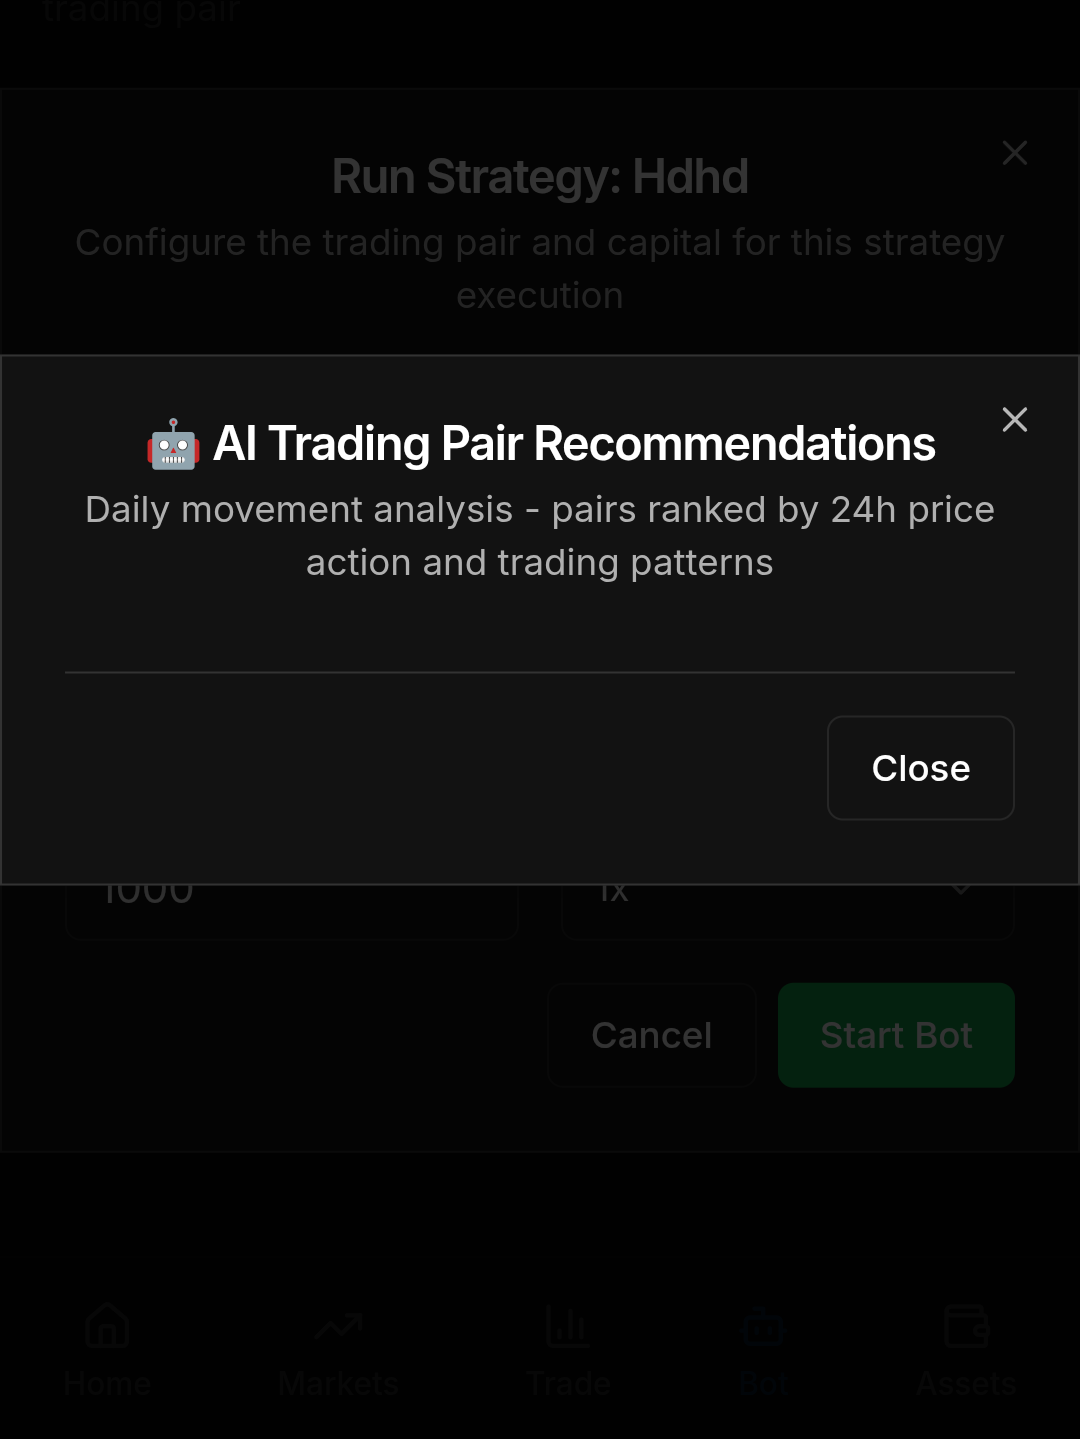 trading pair
Run Strategy: Hdhd
Configure the trading pair and capital for this strategy
execution
🤖 AI Trading Pair Recommendations
Daily movement analysis - pairs ranked by 24h price
action and trading patterns
Close
1000 1x
Cancel Start Bot
Home Markets Trade Bot Assets